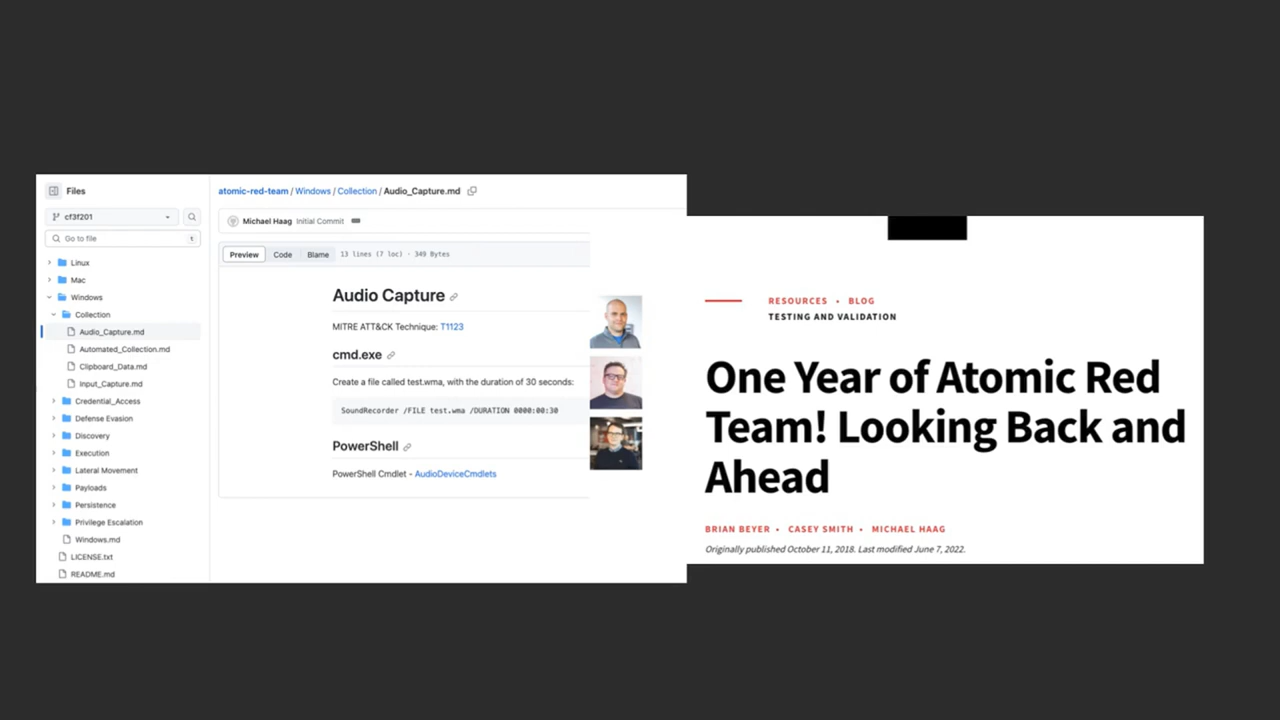 Files
cf3f201
Go to file
t
Linux
Mac
Windows
Collection
Audio_Capture.md
Automated_Collection.md
Clipboard_Data.md
Input_Capture.md
Credential_Access
Defense Evasion
Discovery
Execution
Lateral Movement
Payloads
Persistence
Privilege Escalation
Windows.md
LICENSE.txt
README.md
atomic-red-team / Windows / Collection / Audio_Capture.md
Michael Haag Initial Commit
Preview Code Blame 13 lines (7 loc) · 349 Bytes
Audio Capture
MITRE ATT&CK Technique: T1123
cmd.exe
Create a file called test.wma, with the duration of 30 seconds:
SoundRecorder /FILE test.wma /DURATION 0000:00:30
PowerShell
PowerShell Cmdlet - AudioDeviceCmdlets
RESOURCES • BLOG
TESTING AND VALIDATION
One Year of Atomic Red
Team! Looking Back and
Ahead
BRIAN BEYER • CASEY SMITH • MICHAEL HAAG
Originally published October 11, 2018. Last modified June 7, 2022.